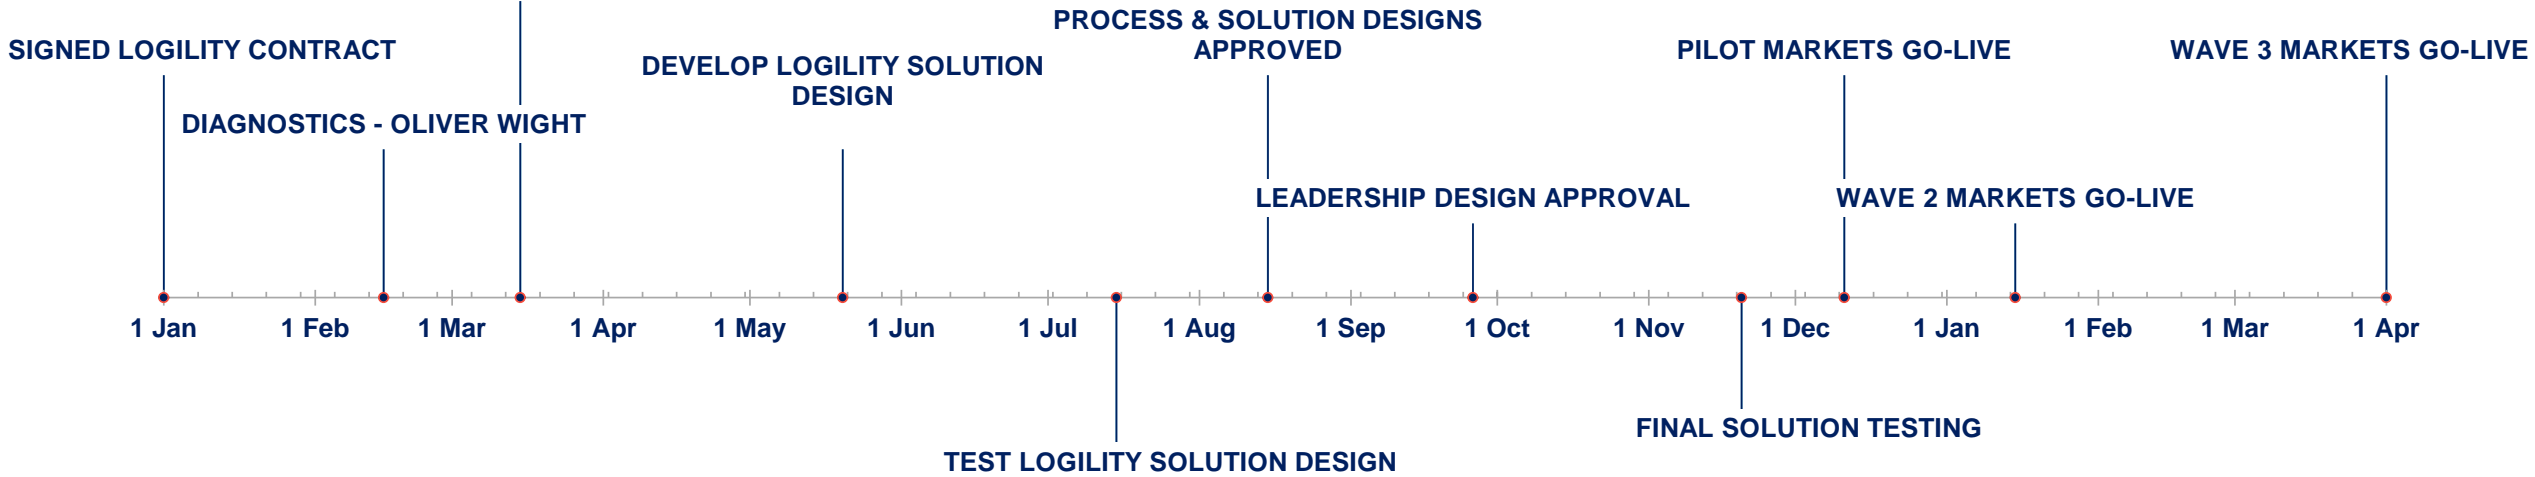 PROCESS & SOLUTION DESIGNS
APPROVED
SIGNED LOGILITY CONTRACT
PILOT MARKETS GO-LIVE
WAVE 3 MARKETS GO-LIVE
DEVELOP LOGILITY SOLUTION
DESIGN
DIAGNOSTICS - OLIVER WIGHT
LEADERSHIP DESIGN APPROVAL
WAVE 2 MARKETS GO-LIVE
1 Jan
1 Feb
1 Mar
1 Apr
1 May
1 Jun
1 Jul
1 Aug
1 Sep
1 Oct
1 Nov
1 Dec
1 Jan
1 Feb
1 Mar
1 Apr
FINAL SOLUTION TESTING
TEST LOGILITY SOLUTION DESIGN